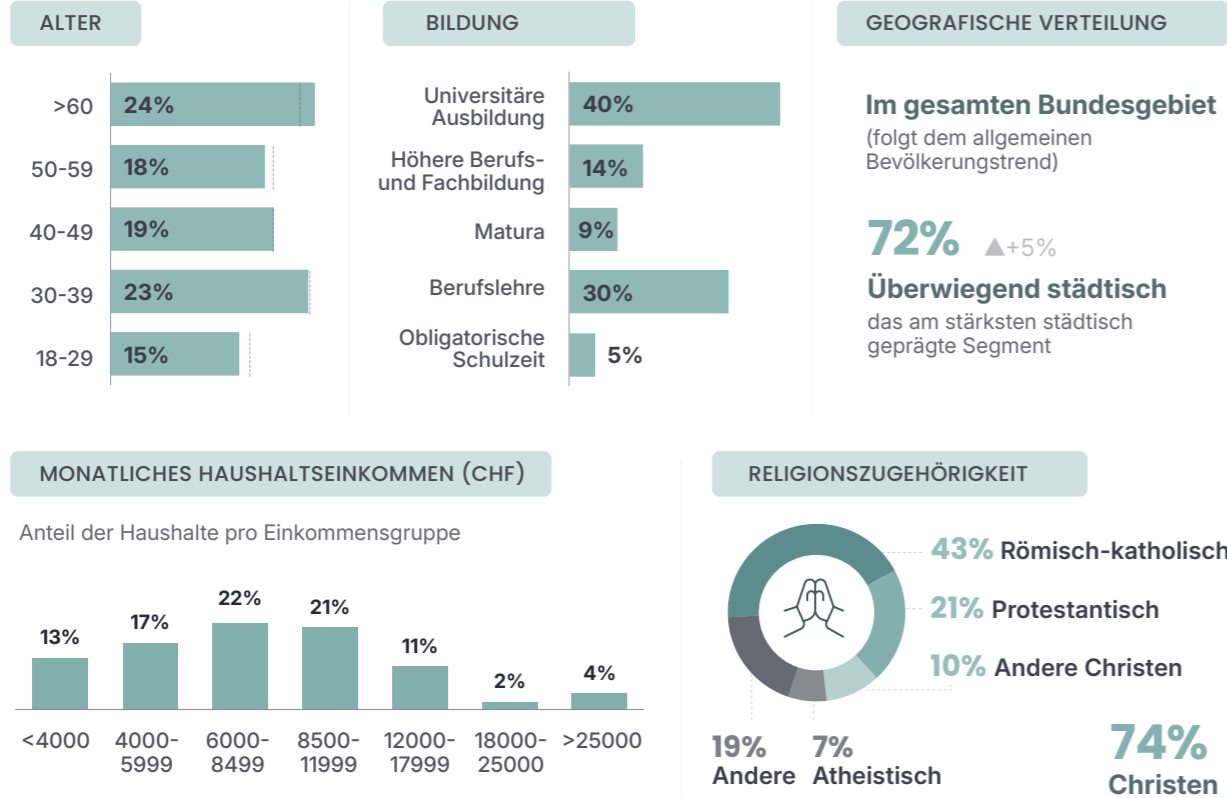 ALTER
>60
24%
50-59
18%
40-49
19%
30-39
23%
18-29
15%
BILDUNG
Universitäre
Ausbildung
40%
Höhere Berufs-
und Fachbildung
14%
Matura
9%
Berufslehre
30%
Obligatorische
Schulzeit
5%
GEOGRAFISCHE VERTEILUNG
Im gesamten Bundesgebiet
(folgt dem allgemeinen
Bevölkerungstrend)
72% ▲+5%
Überwiegend städtisch
das am stärksten städtisch
geprägte Segment
MONATLICHES HAUSHALTSEINKOMMEN (CHF)
Anteil der Haushalte pro Einkommensgruppe
13% 17% 22% 21% 11% 2% 4%
<4000 4000- 6000- 8500- 12000- 18000- >25000
5999 8499 11999 17999 25000
RELIGIONSZUGEHÖRIGKEIT
43% Römisch-katholisch
21% Protestantisch
10% Andere Christen
19% 7%
Andere Atheistisch
74%
Christen